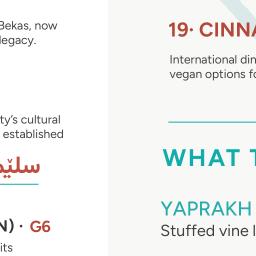 Bekas, now
legacy.
ty's cultural
established
N) · G6
its
19· CINNA
International din
vegan options fo
WHAT T
YAPRAKH
Stuffed vine l